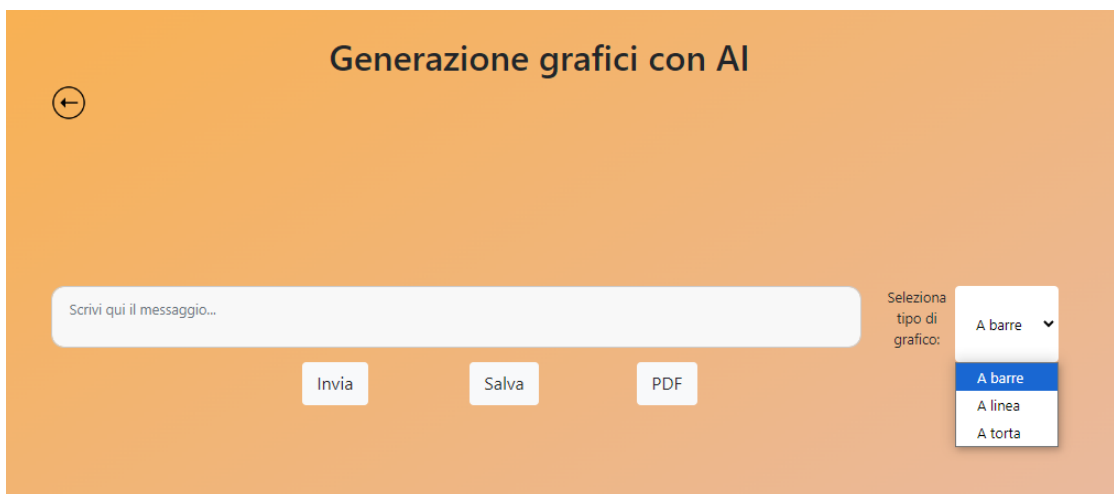 Generazione grafici con AI
Scrivi qui il messaggio...
Seleziona
tipo di
grafico:
A barre
A barre
A linea
A torta
Invia
Salva
PDF